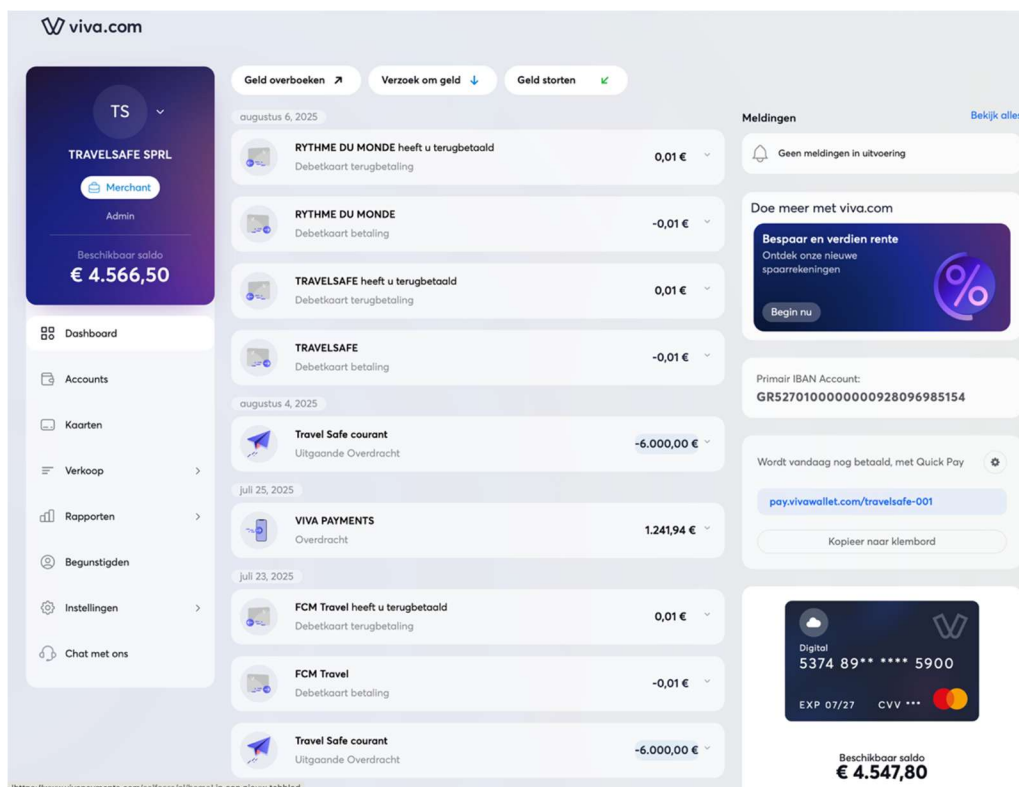 viva.com
TS
TRAVELSAFE SPRL
Merchant
Admin
Beschikbaar saldo
€ 4.566,50
Dashboard
Accounts
Kaarten
Verkoop
Rapporten
Begunstigden
Instellingen
Chat met ons
Geld overboeken
Verzoek om geld
Geld storten
augustus 6, 2025
RYTHME DU MONDE heeft u terugbetaald
0,01 €
Debetkaart terugbetaling
RYTHME DU MONDE
-0,01 €
Debetkaart betaling
TRAVELSAFE heeft u terugbetaald
0,01 €
Debetkaart terugbetaling
TRAVELSAFE
-0,01 €
Debetkaart betaling
augustus 4, 2025
Travel Safe courant
-6.000,00 €
Uitgaande Overdracht
juli 25, 2025
VIVA PAYMENTS
1.241,94 €
Overdracht
juli 23, 2025
FCM Travel heeft u terugbetaald
0,01 €
Debetkaart terugbetaling
FCM Travel
-0,01 €
Debetkaart betaling
Travel Safe courant
-6.000,00 €
Uitgaande Overdracht
Meldingen
Bekijk alles
Geen meldingen in uitvoering
Doe meer met viva.com
Bespaar en verdien rente
Ontdek onze nieuwe
spaarrekeningen
Begin nu
Primair IBAN Account:
GR5270100000000928096985154
Wordt vandaag nog betaald, met Quick Pay
pay.vivawallet.com/travelsafe-001
Kopieer naar klembord
Digital
5374 89** **** 5900
EXP 07/27 CVV ***
Beschikbaar saldo
€ 4.547,80